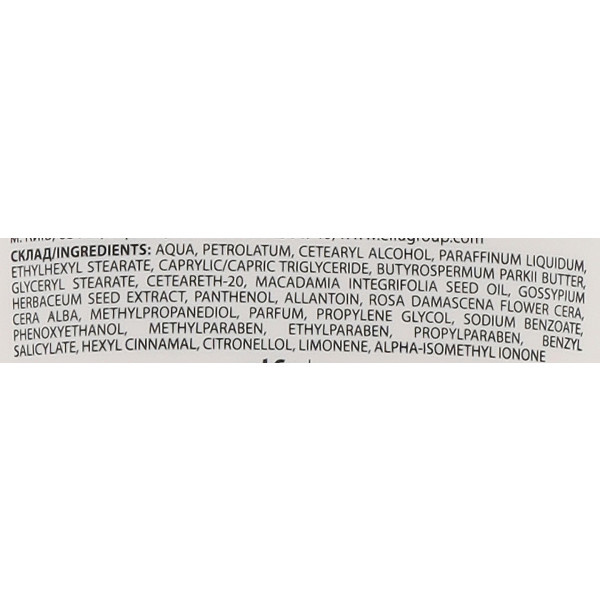 group.com
СКЛАД/INGREDIENTS: AQUA, PETROLATUM, CETEARYL ALCOHOL, PARAFFINUM LIQUIDUM,
ETHYLHEXYL STEARATE, CAPRYLIC/CAPRIC TRIGLYCERIDE, BUTYROSPERMUM PARKII BUTTER,
GLYCERYL STEARATE, CETEARETH-20, MACADAMIA INTEGRIFOLIA SEED OIL, GOSSYPIUM
HERBACEUM SEED EXTRACT, PANTHENOL, ALLANTOIN, ROSA DAMASCENA FLOWER CERA,
CERA ALBA, METHYLPROPANEDIOL, PARFUM, PROPYLENE GLYCOL, SODIUM BENZOATE,
PHENOXYETHANOL, METHYLPARABEN, ETHYLPARABEN, PROPYLPARABEN, BENZYL
SALICYLATE, HEXYL CINNAMAL, CITRONELLOL, LIMONENE, ALPHA-ISOMETHYL IONONE